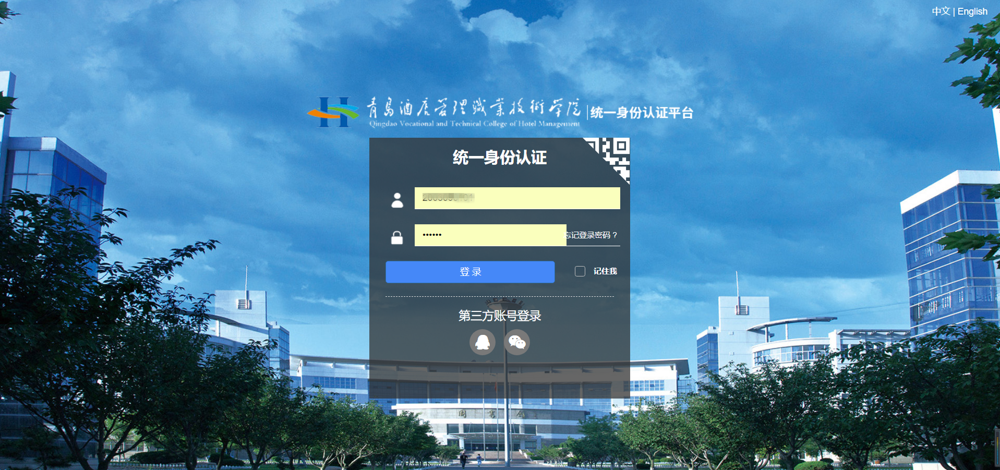 中文 | English
青岛酒店管理职业技术学院 | 统一身份认证平台
Qingdao Vocational and Technical College of Hotel Management
统一身份认证
••••••
忘记登录密码？
登 录
记住我
第三方账号登录